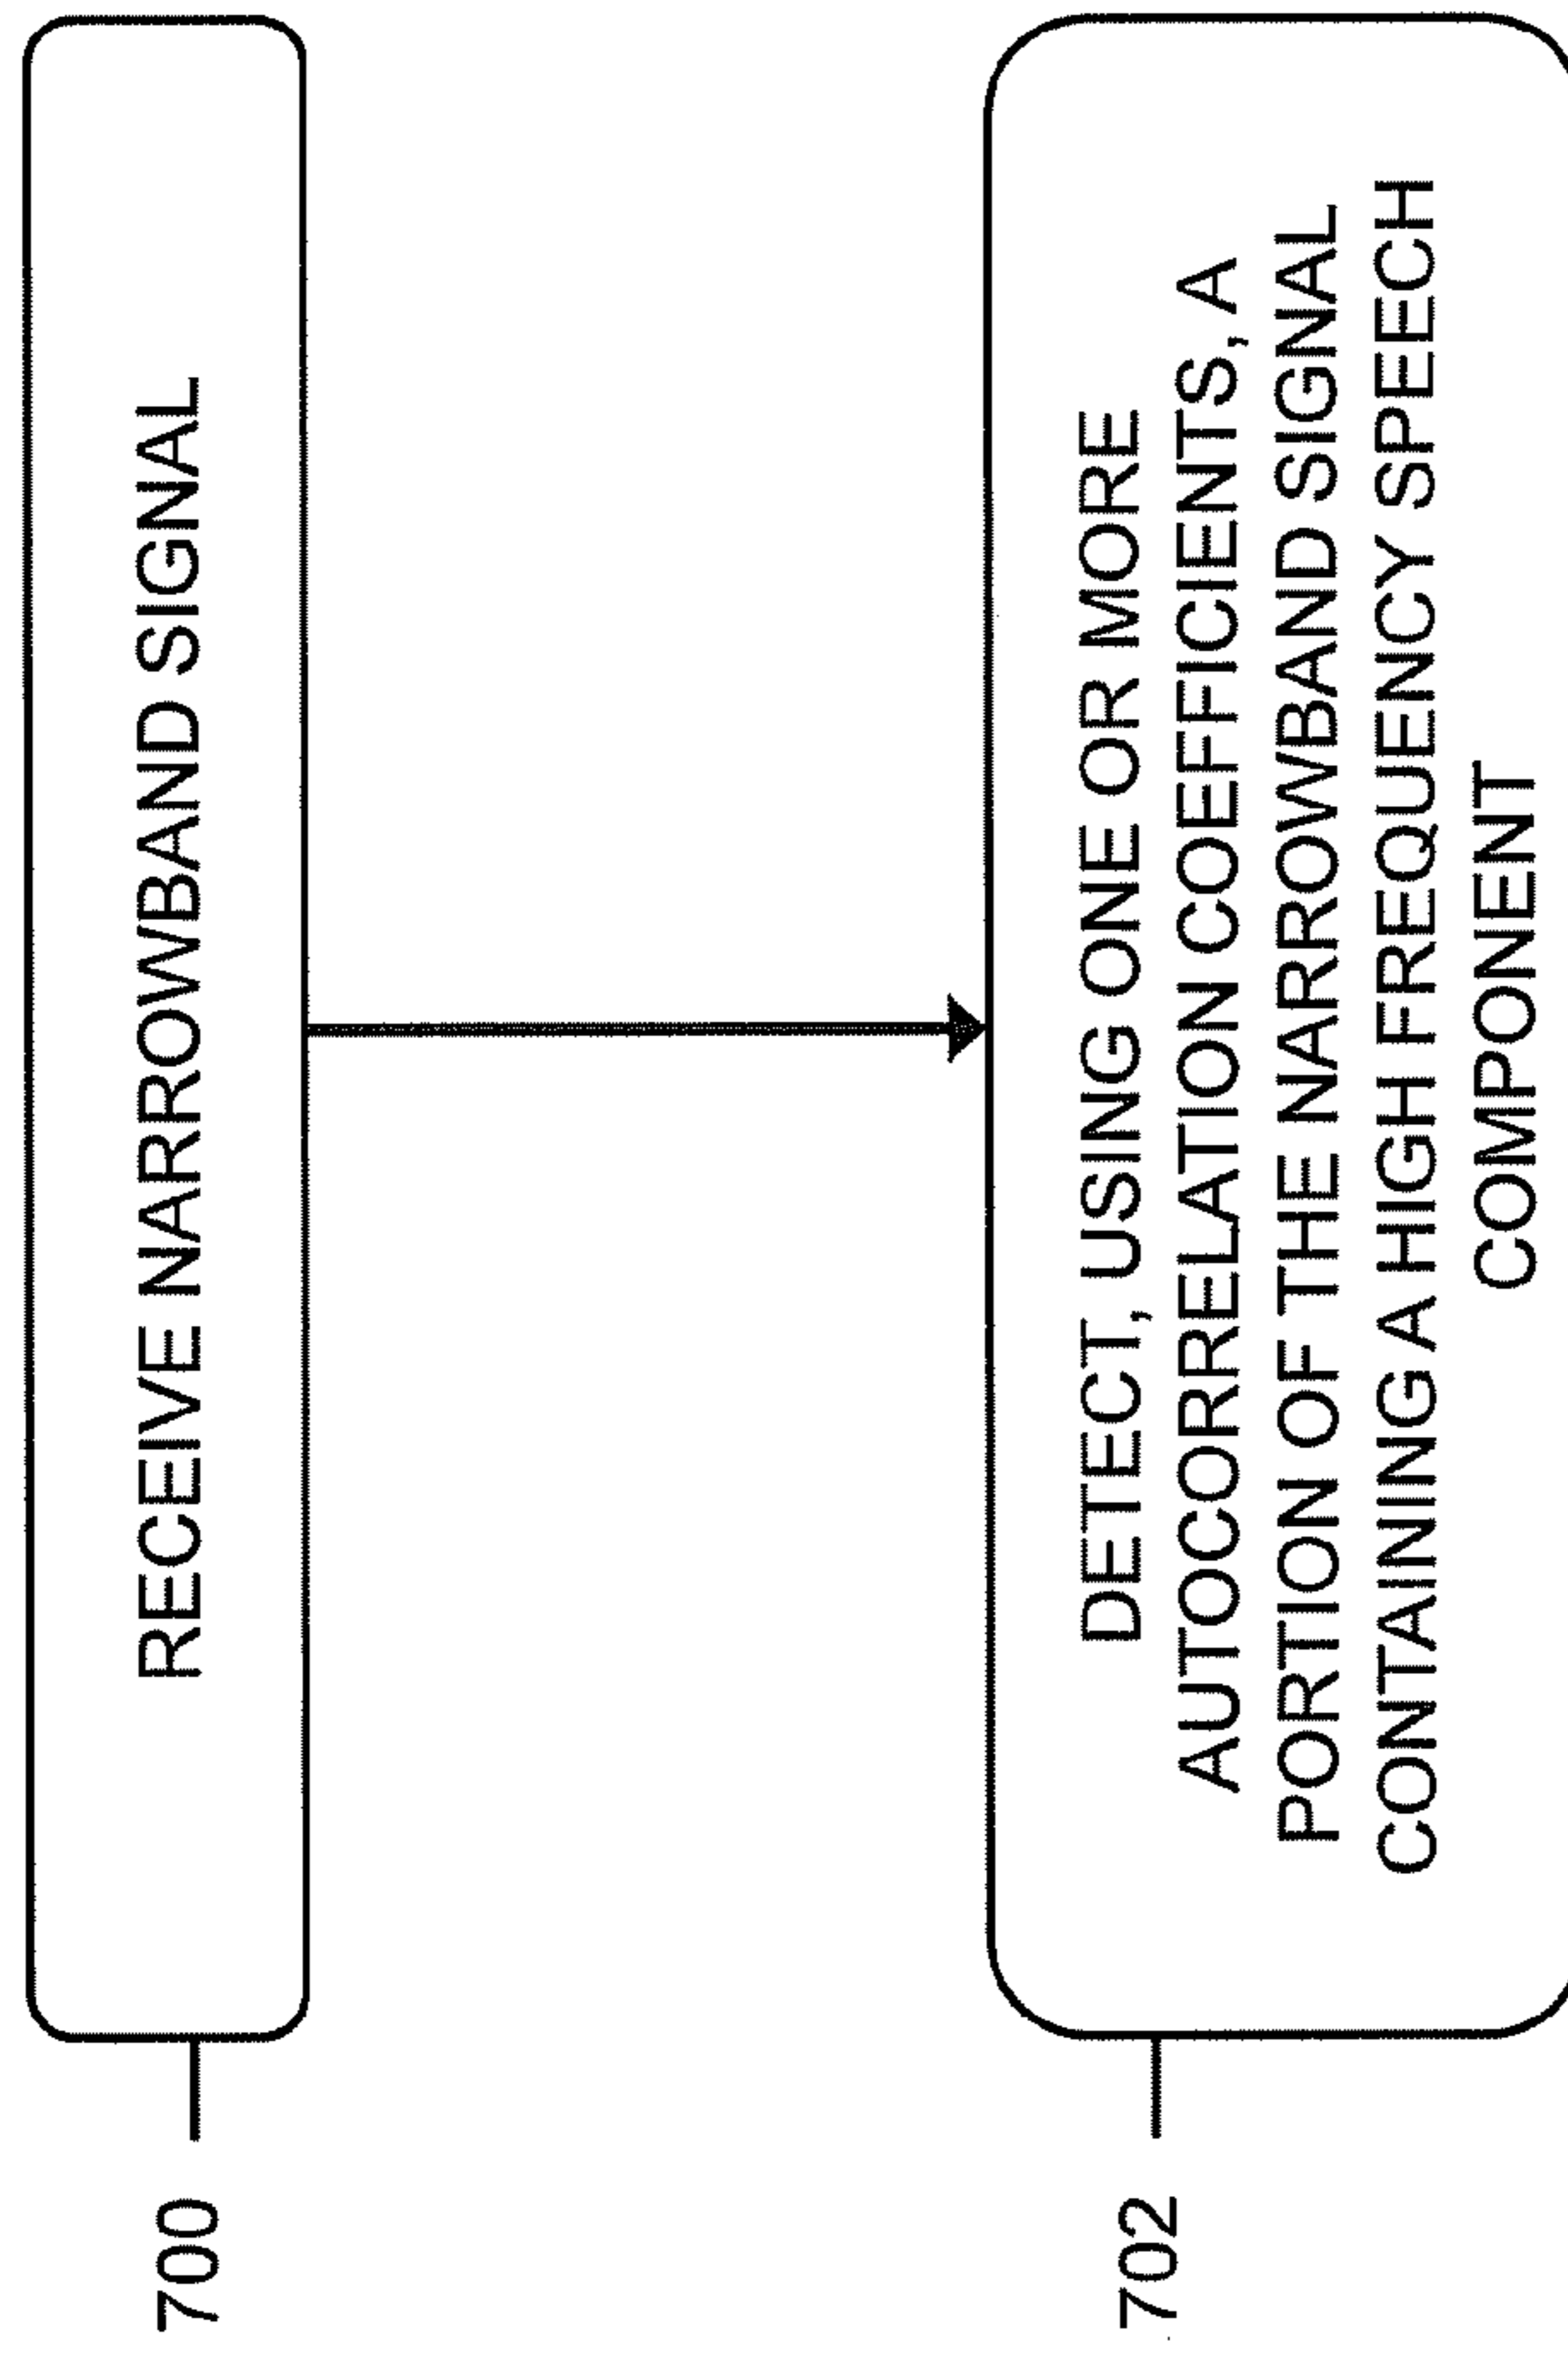 700
RECEIVE NARROWBAND SIGNAL
702
DETECT, USING ONE OR MORE
AUTOCORRELATION COEFFICIENTS, A
PORTION OF THE NARROWBAND SIGNAL
CONTAINING A HIGH FREQUENCY SPEECH
COMPONENT